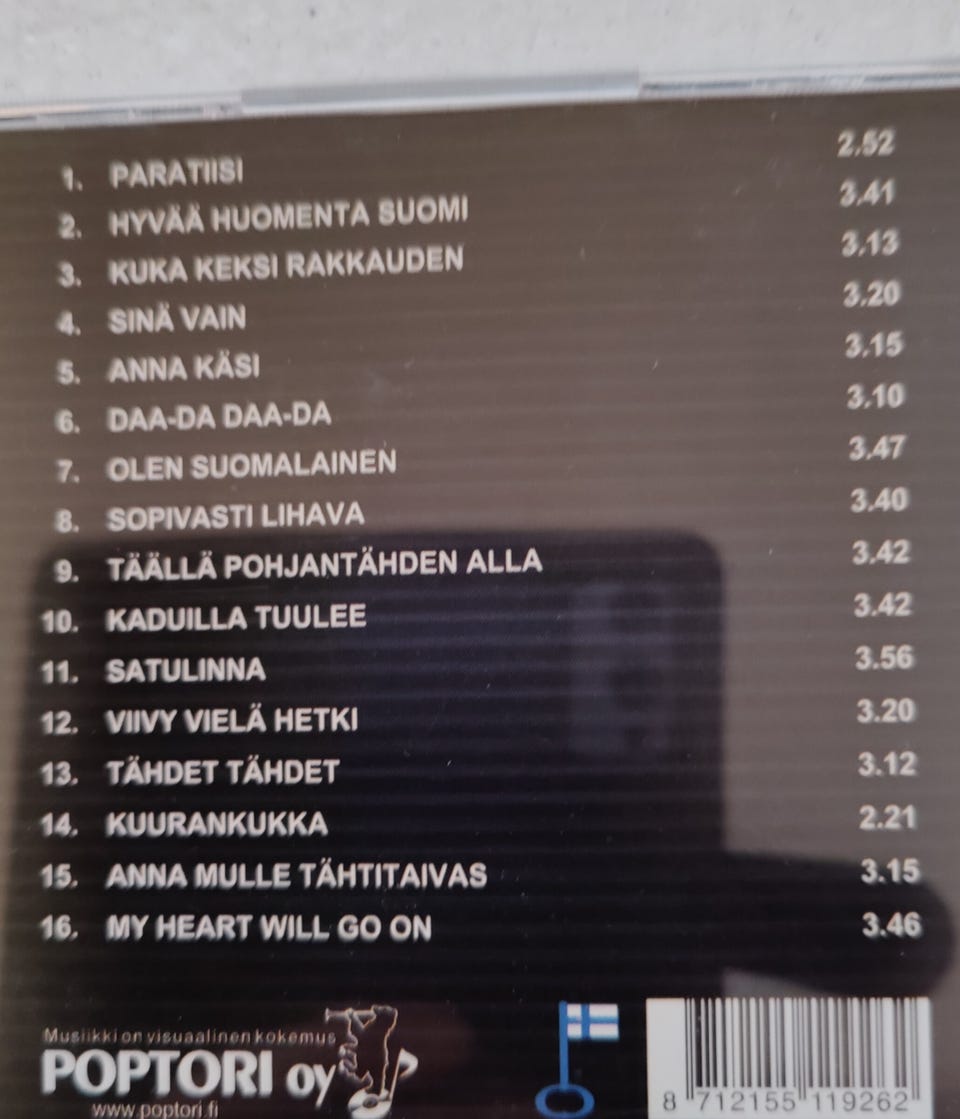 1. PARATIISI 2.52
2. HYVÄÄ HUOMENTA SUOMI 3.41
3. KUKA KEKSI RAKKAUDEN 3.13
4. SINÄ VAIN 3.20
5. ANNA KÄSI 3.15
6. DAA-DA DAA-DA 3.10
7. OLEN SUOMALAINEN 3.47
8. SOPIVASTI LIHAVA 3.40
9. TÄÄLLÄ POHJANTÄHDEN ALLA 3.42
10. KADUILLA TUULEE 3.42
11. SATULINNA 3.56
12. VIIVY VIELÄ HETKI 3.20
13. TÄHDET TÄHDET 3.12
14. KUURANKUKKA 2.21
15. ANNA MULLE TÄHTITAIVAS 3.15
16. MY HEART WILL GO ON 3.46
Musiikki on visuaalinen kokemus
POPTORI oy
www.poptori.fi
8 712155 119262